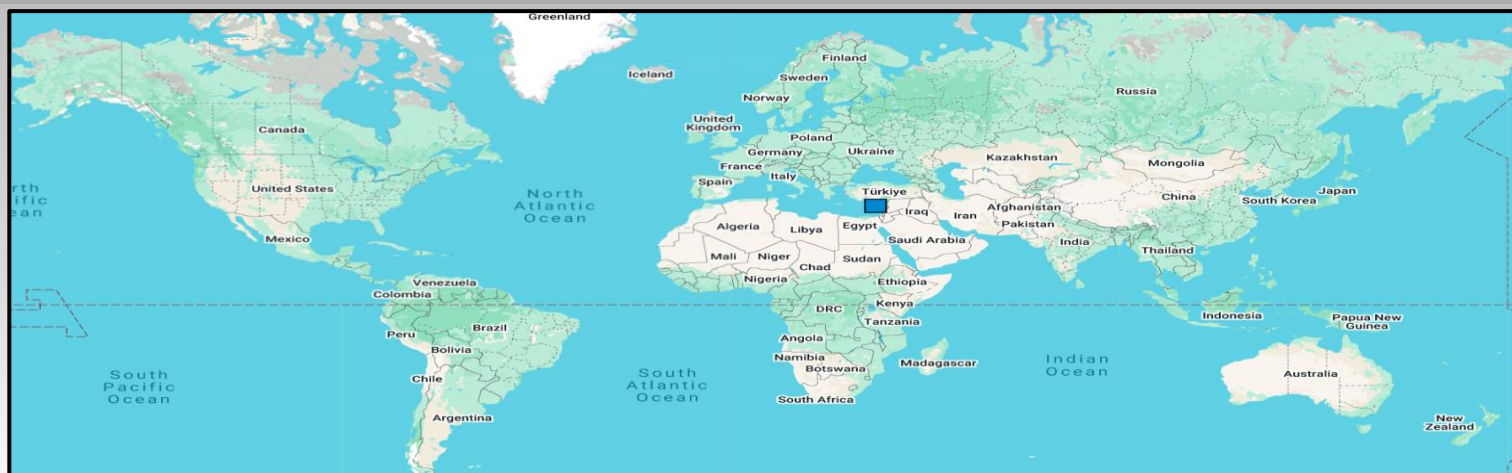 Greenland
Iceland
Finland
Sweden
Norway
Russia
United
Kingdom
Canada
Poland
Germany
Ukraine
France
Kazakhstan
Mongolia
Italy
Spain
Türkiye
United States
North
Atlantic
Ocean
rth
ific
ean
Japan
China
South Korea
Afghanistan
Iraq
Iran
Pakistan
Algeria
Libya
Egypt
Saudi Arabia
India
Mexico
Thailand
Mali
Niger
Chad
Sudan
Nigeria
Ethiopia
Venezuela
Colombia
Kenya
DRC
Tanzania
Indonesia
Papua New
Guinea
Brazil
Peru
Bolivia
Angola
Namibia
Botswana
Madagascar
Indian
Ocean
South
Pacific
Ocean
South
Atlantic
Ocean
Chile
Australia
South Africa
Argentina
New
Zealand